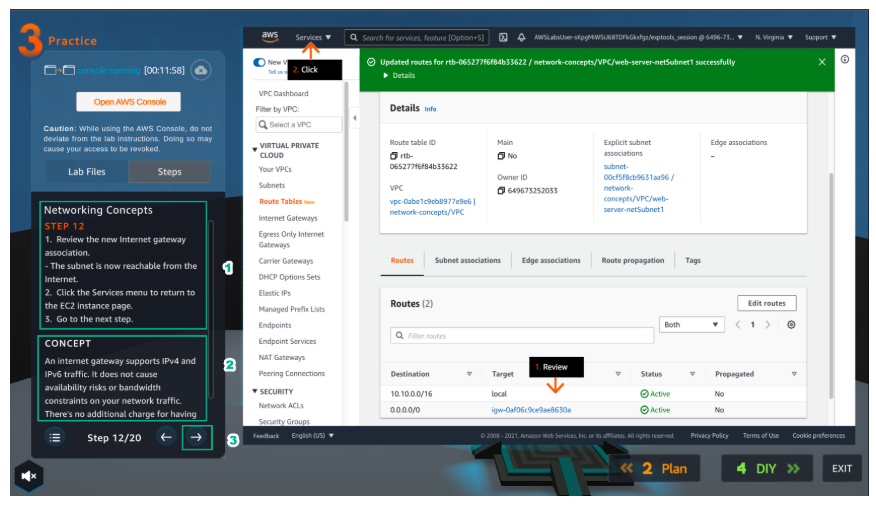 3 Practice
console running [00:11:58]
Open AWS Console
Caution: While using the AWS Console, do not
deviate from the lab instructions. Doing so may
cause your access to be revoked.
Lab Files Steps
Networking Concepts
STEP 12
1. Review the new Internet gateway
association.
- The subnet is now reachable from the
Internet.
2. Click the Services menu to return to
the EC2 instance page.
3. Go to the next step.
1
CONCEPT
An internet gateway supports IPv4 and
IPv6 traffic. It does not cause
availability risks or bandwidth
constraints on your network traffic.
There's no additional charge for having
2
Step 12/20
3
aws Services ▼ Search for services, feature [Option+S] N. Virginia ▼ Support ▼
New V
Tell us w
2. Click
Updated routes for rtb-065277f6f84b33622 / network-concepts/VPC/web-server-netSubnet1 successfully
Details
VPC Dashboard
Filter by VPC:
Select a VPC
VIRTUAL PRIVATE
CLOUD
Your VPCs
Subnets
Route Tables New
Internet Gateways
Egress Only Internet
Gateways
Carrier Gateways
DHCP Options Sets
Elastic IPs
Managed Prefix Lists
Endpoints
Endpoint Services
NAT Gateways
Peering Connections
SECURITY
Network ACLs
Security Groups
Details Info
Route table ID
rtb-
065277f6f84b33622
Main
No
Explicit subnet
associations
subnet-
00cf5f8cb9631aa96 /
network-
concepts/VPC/web-
server-netSubnet1
Edge associations
–
VPC
vpc-0abe1c9eb8977e9e6 |
network-concepts/VPC
Owner ID
649673252033
Routes Subnet associations Edge associations Route propagation Tags
Routes (2) Edit routes
Filter routes Both 1
1. Review
Destination Target Status Propagated
10.10.0.0/16 local Active No
0.0.0.0/0 igw-0af06c9ce9ae8630a Active No
Feedback English (US) ▼ © 2008 - 2021, Amazon Web Services, Inc. or its affiliates. All rights reserved. Privacy Policy Terms of Use Cookie preferences
2 Plan 4 DIY EXIT